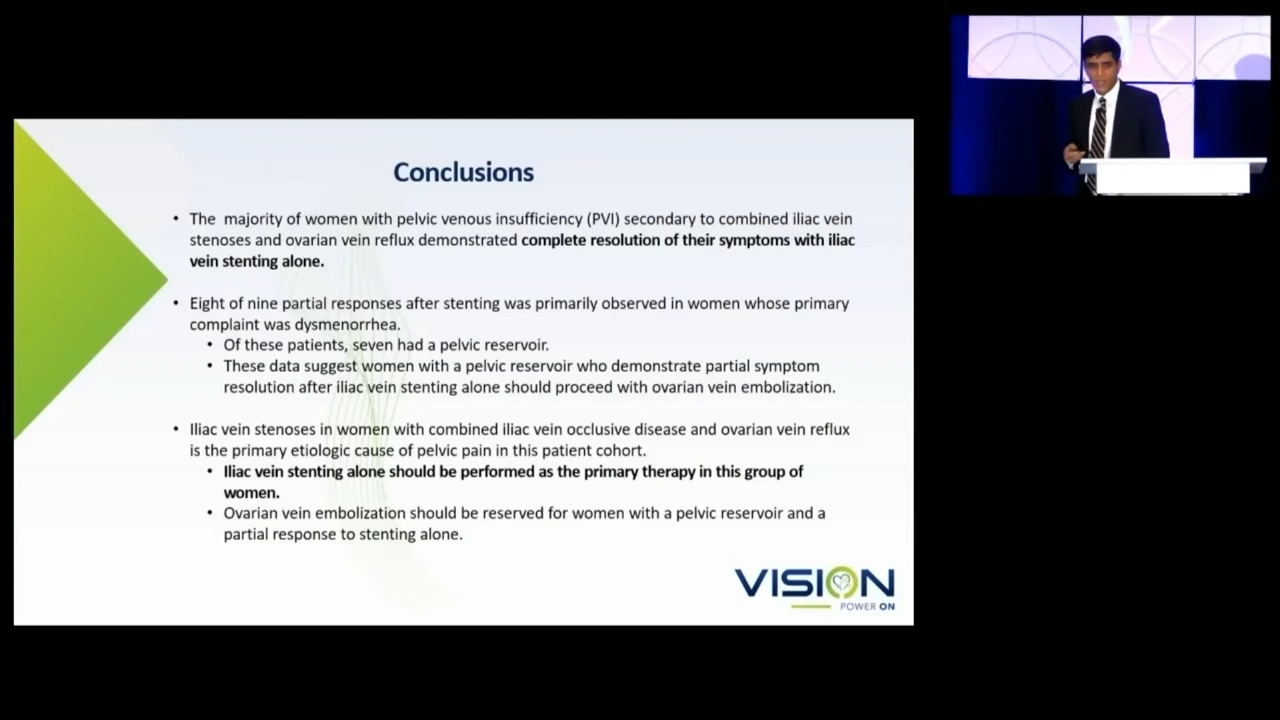 Conclusions
• The majority of women with pelvic venous insufficiency (PVI) secondary to combined iliac vein
stenoses and ovarian vein reflux demonstrated complete resolution of their symptoms with iliac
vein stenting alone.
• Eight of nine partial responses after stenting was primarily observed in women whose primary
complaint was dysmenorrhea.
• Of these patients, seven had a pelvic reservoir.
• These data suggest women with a pelvic reservoir who demonstrate partial symptom
resolution after iliac vein stenting alone should proceed with ovarian vein embolization.
• Iliac vein stenoses in women with combined iliac vein occlusive disease and ovarian vein reflux
is the primary etiologic cause of pelvic pain in this patient cohort.
• Iliac vein stenting alone should be performed as the primary therapy in this group of
women.
• Ovarian vein embolization should be reserved for women with a pelvic reservoir and a
partial response to stenting alone.
VISION
POWER ON